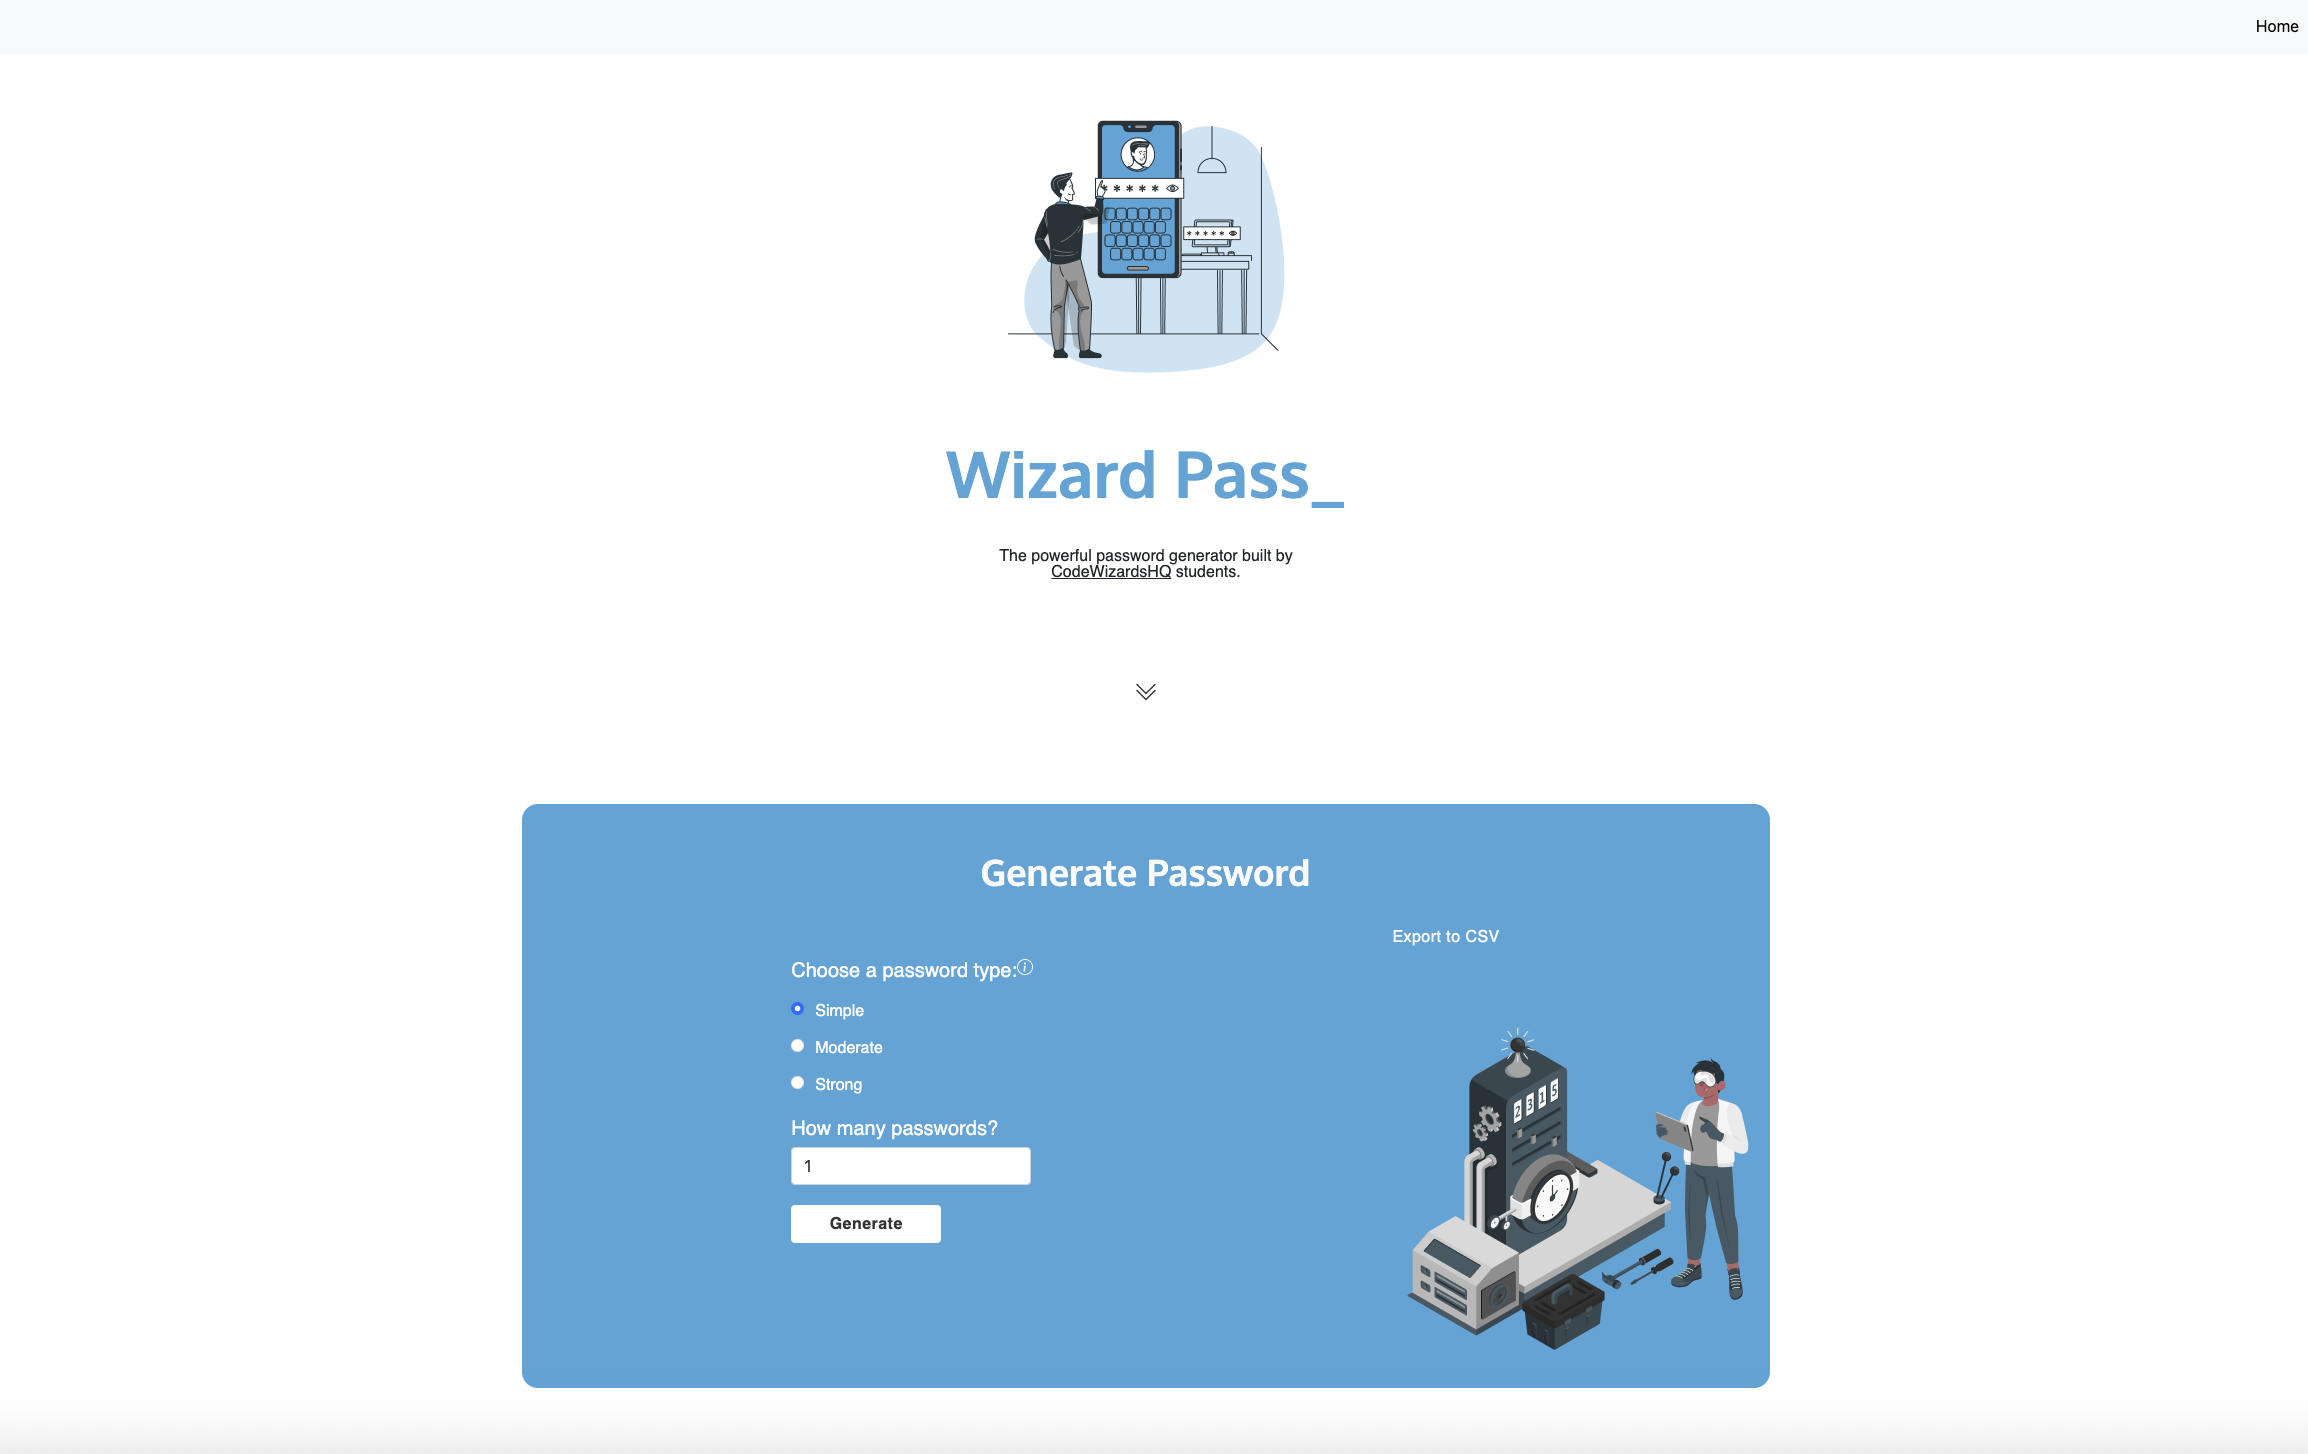 Home
* * * * *
* * * * *
Wizard Pass_
The powerful password generator built by
CodeWizardsHQ students.
Generate Password
Export to CSV
Choose a password type:
Simple
Moderate
Strong
How many passwords?
1
Generate
2315